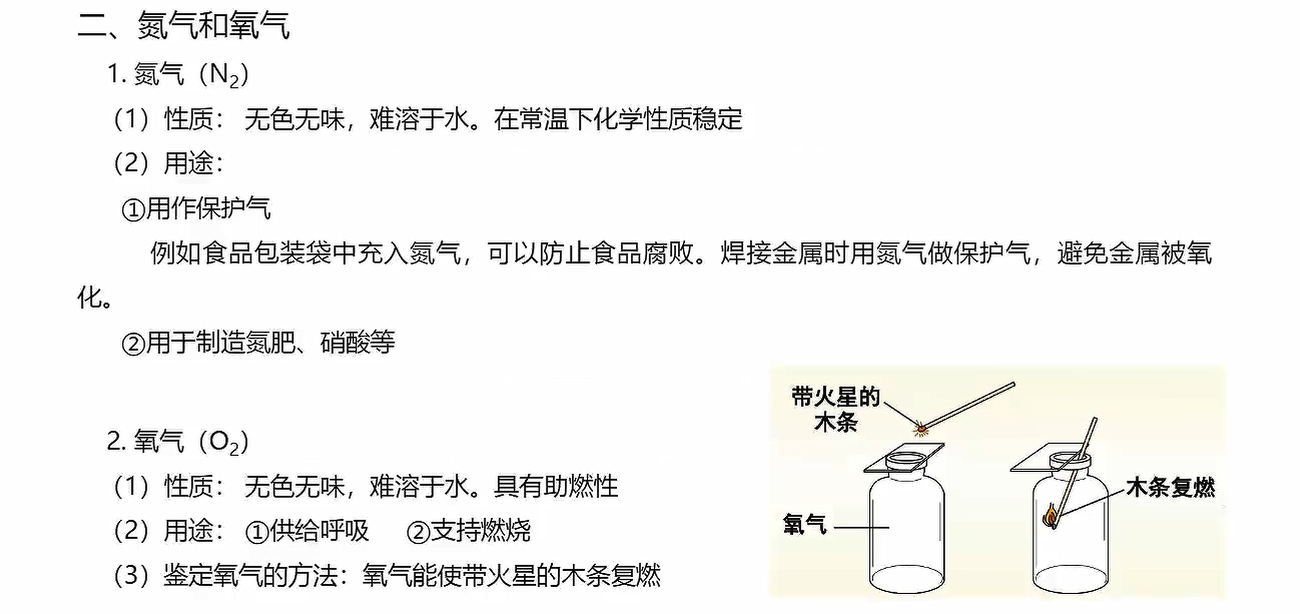 二、氮气和氧气
1. 氮气（N₂）
（1）性质： 无色无味，难溶于水。在常温下化学性质稳定
（2）用途：
①用作保护气
例如食品包装袋中充入氮气，可以防止食品腐败。焊接金属时用氮气做保护气，避免金属被氧
化。
②用于制造氮肥、硝酸等
2. 氧气（O₂）
（1）性质： 无色无味，难溶于水。具有助燃性
（2）用途： ①供给呼吸 ②支持燃烧
（3）鉴定氧气的方法：氧气能使带火星的木条复燃
带火星的
木条
氧气
木条复燃